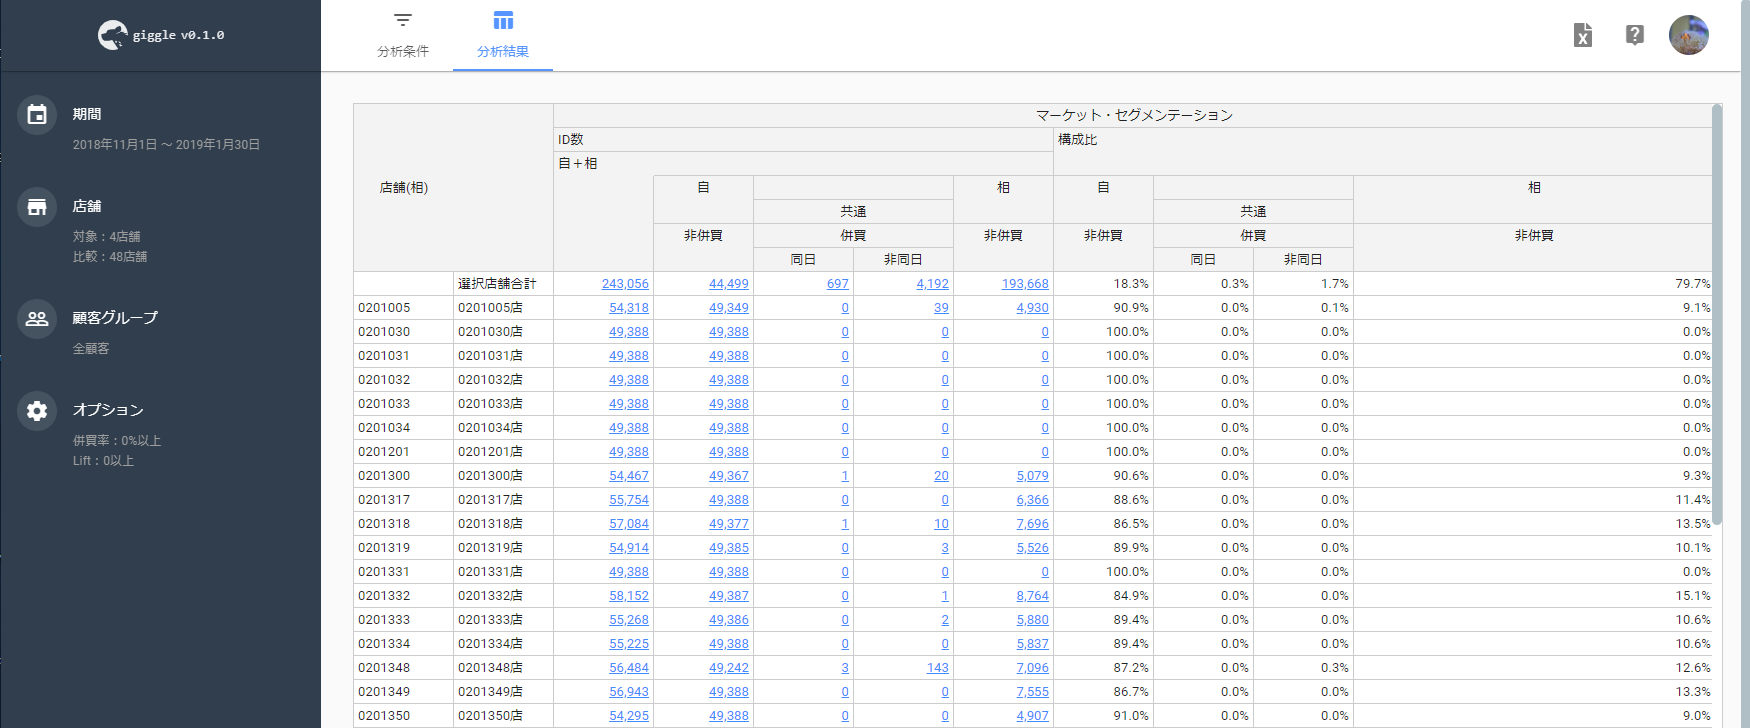 giggle v0.1.0
分析条件
分析結果
期間
2018年11月1日 〜 2019年1月30日
店舗
対象：4店舗
比較：48店舗
顧客グループ
全顧客
オプション
併買率：0%以上
Lift：0以上
マーケット・セグメンテーション
ID数 構成比
自＋相
店舗(相) 自 相 自 相
共通 共通
非併買 併買 非併買 非併買 併買 非併買
同日 非同日 同日 非同日
選択店舗合計 243,056 44,499 697 4,192 193,668 18.3% 0.3% 1.7% 79.7%
0201005 0201005店 54,318 49,349 0 39 4,930 90.9% 0.0% 0.1% 9.1%
0201030 0201030店 49,388 49,388 0 0 0 100.0% 0.0% 0.0% 0.0%
0201031 0201031店 49,388 49,388 0 0 0 100.0% 0.0% 0.0% 0.0%
0201032 0201032店 49,388 49,388 0 0 0 100.0% 0.0% 0.0% 0.0%
0201033 0201033店 49,388 49,388 0 0 0 100.0% 0.0% 0.0% 0.0%
0201034 0201034店 49,388 49,388 0 0 0 100.0% 0.0% 0.0% 0.0%
0201201 0201201店 49,388 49,388 0 0 0 100.0% 0.0% 0.0% 0.0%
0201300 0201300店 54,467 49,367 1 20 5,079 90.6% 0.0% 0.0% 9.3%
0201317 0201317店 55,754 49,388 0 0 6,366 88.6% 0.0% 0.0% 11.4%
0201318 0201318店 57,084 49,377 1 10 7,696 86.5% 0.0% 0.0% 13.5%
0201319 0201319店 54,914 49,385 0 3 5,526 89.9% 0.0% 0.0% 10.1%
0201331 0201331店 49,388 49,388 0 0 0 100.0% 0.0% 0.0% 0.0%
0201332 0201332店 58,152 49,387 0 1 8,764 84.9% 0.0% 0.0% 15.1%
0201333 0201333店 55,268 49,386 0 2 5,880 89.4% 0.0% 0.0% 10.6%
0201334 0201334店 55,225 49,388 0 0 5,837 89.4% 0.0% 0.0% 10.6%
0201348 0201348店 56,484 49,242 3 143 7,096 87.2% 0.0% 0.3% 12.6%
0201349 0201349店 56,943 49,388 0 0 7,555 86.7% 0.0% 0.0% 13.3%
0201350 0201350店 54,295 49,388 0 0 4,907 91.0% 0.0% 0.0% 9.0%